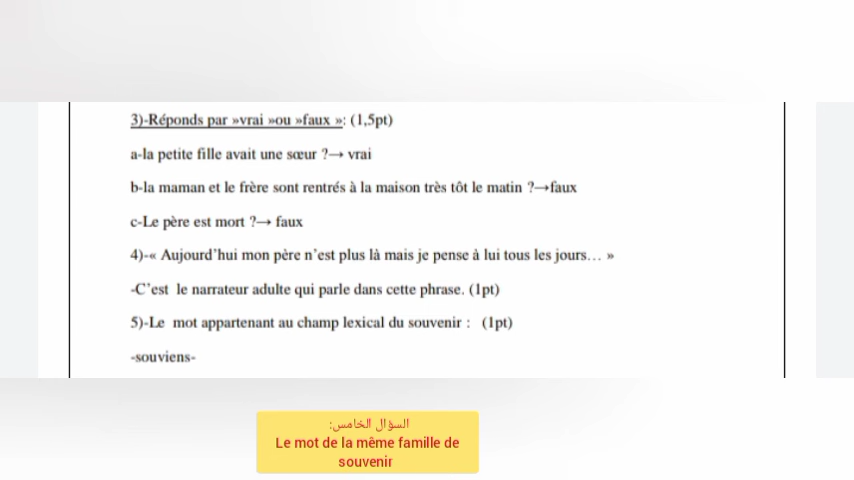 3)-Réponds par »vrai »ou »faux »: (1,5pt)
a-la petite fille avait une sœur ?→ vrai
b-la maman et le frère sont rentrés à la maison très tôt le matin ?→faux
c-Le père est mort ?→ faux
4)-« Aujourd’hui mon père n’est plus là mais je pense à lui tous les jours… »
-C’est le narrateur adulte qui parle dans cette phrase. (1pt)
5)-Le mot appartenant au champ lexical du souvenir : (1pt)
-souviens-
السؤال الخامس:
Le mot de la même famille de
souvenir